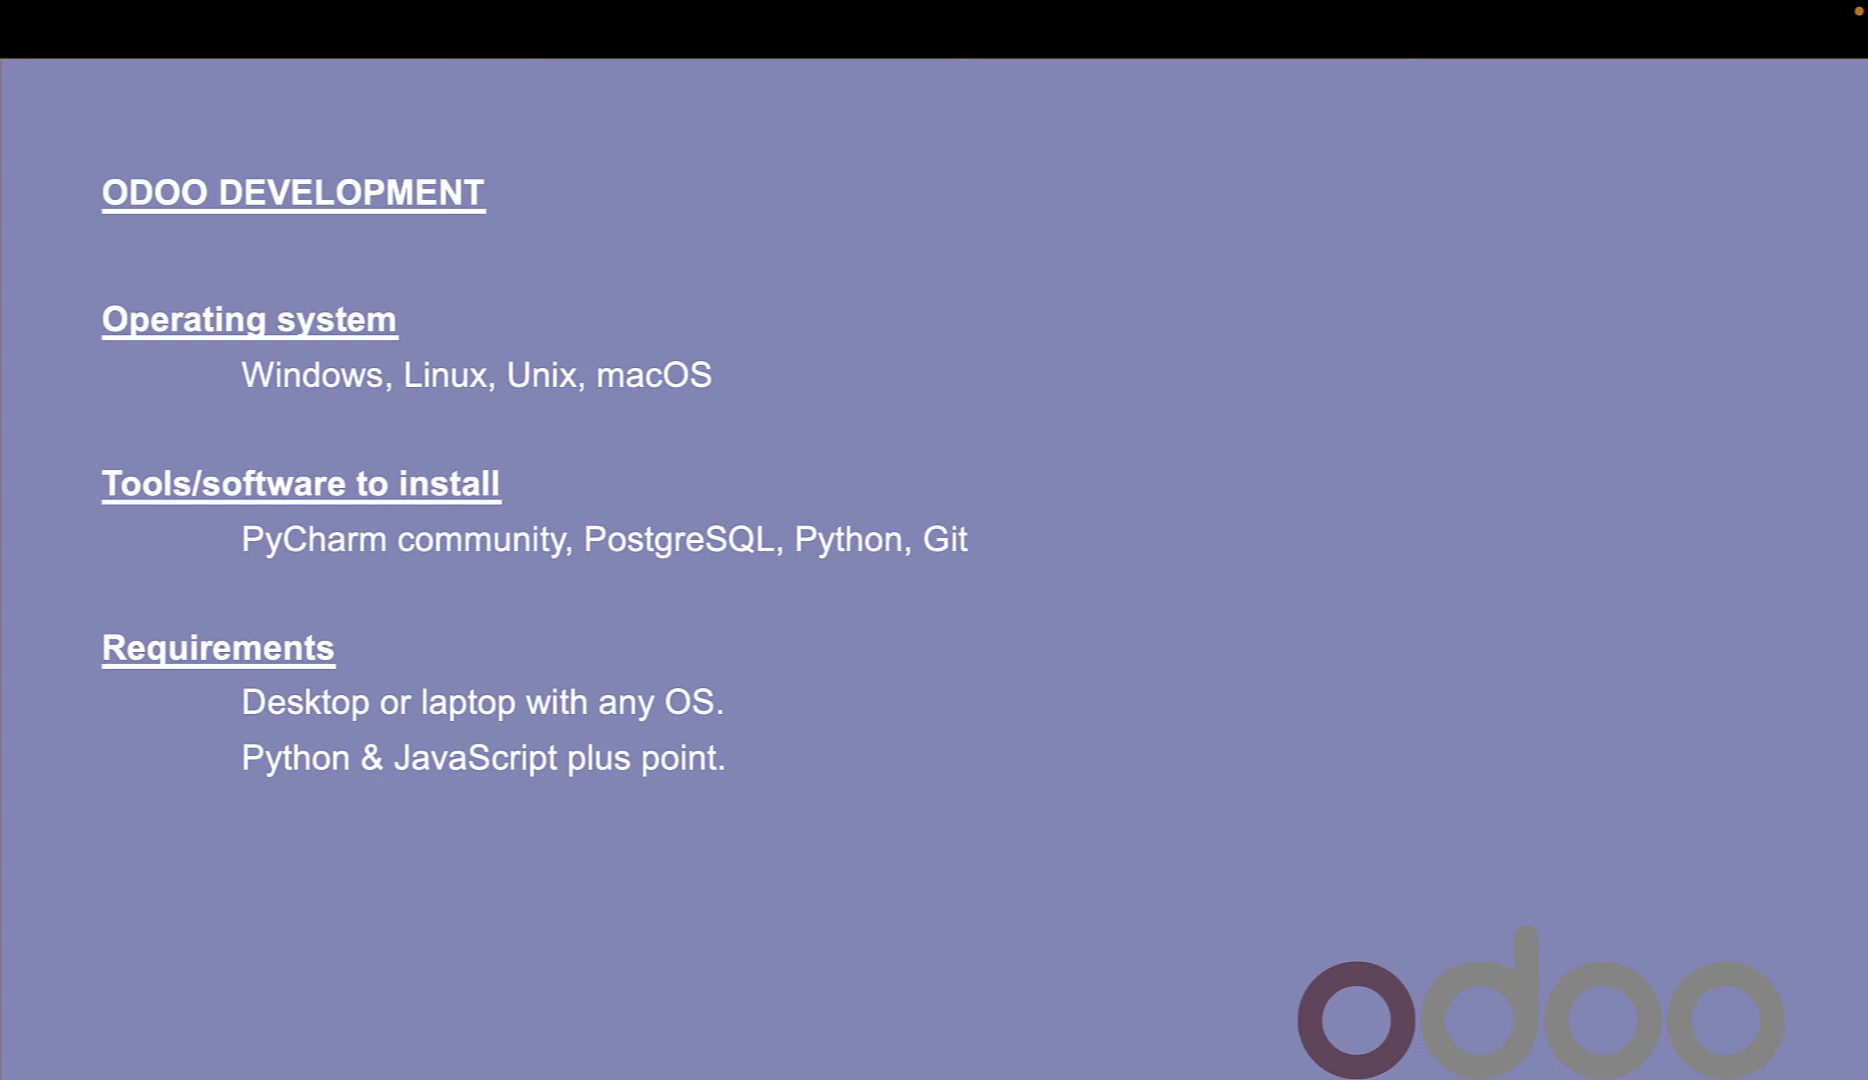 ODOO DEVELOPMENT
Operating system
Windows, Linux, Unix, macOS
Tools/software to install
PyCharm community, PostgreSQL, Python, Git
Requirements
Desktop or laptop with any OS.
Python & JavaScript plus point.
odoo